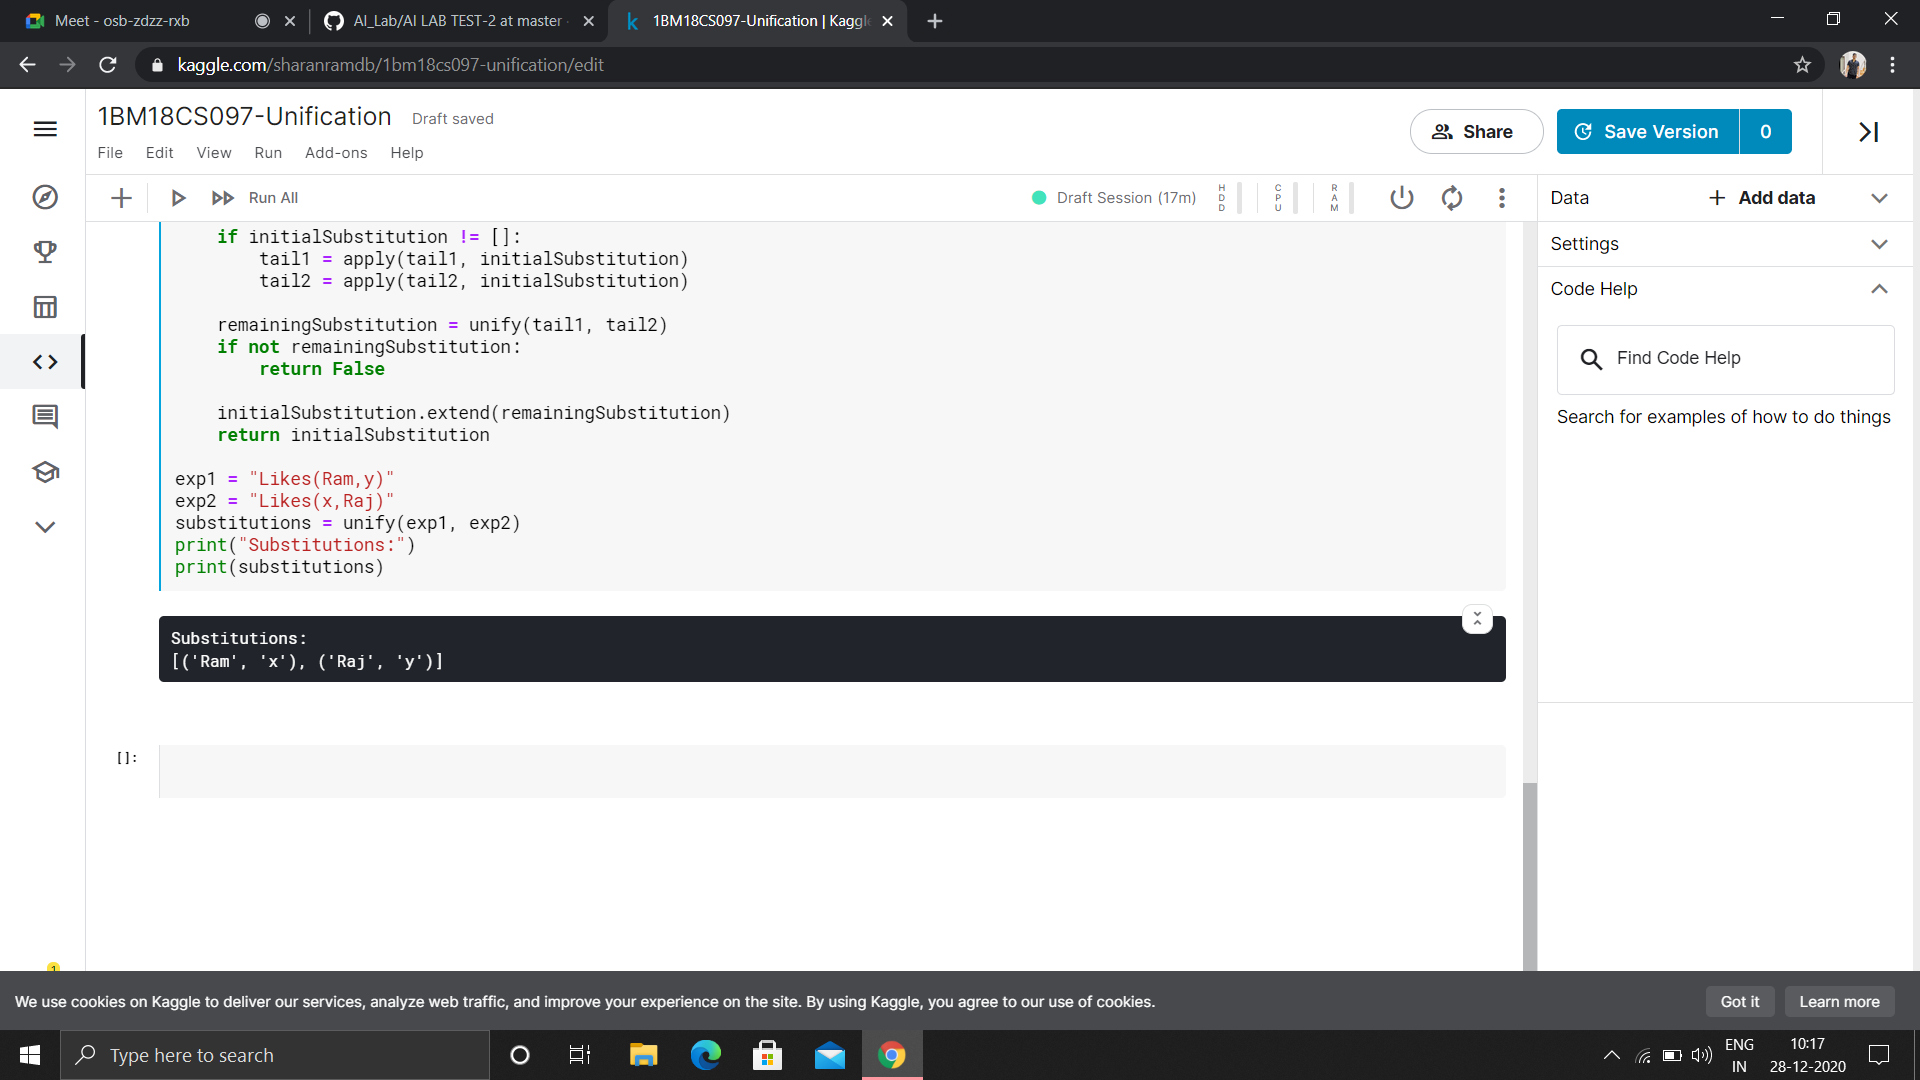 Meet - osb-zdzz-rxb
AI_Lab/AI LAB TEST-2 at master
1BM18CS097-Unification | Kaggl
kaggle.com/sharanramdb/1bm18cs097-unification/edit
1BM18CS097-Unification
Draft saved
File Edit View Run Add-ons Help
Share
Save Version 0
Run All
Draft Session (17m)
HDD
CPU
RAM
if initialSubstitution != []:
tail1 = apply(tail1, initialSubstitution)
tail2 = apply(tail2, initialSubstitution)
remainingSubstitution = unify(tail1, tail2)
if not remainingSubstitution:
return False
initialSubstitution.extend(remainingSubstitution)
return initialSubstitution
exp1 = "Likes(Ram,y)"
exp2 = "Likes(x,Raj)"
substitutions = unify(exp1, exp2)
print("Substitutions:")
print(substitutions)
Substitutions:
[('Ram', 'x'), ('Raj', 'y')]
[]:
Data
+ Add data
Settings
Code Help
Find Code Help
Search for examples of how to do things
1
We use cookies on Kaggle to deliver our services, analyze web traffic, and improve your experience on the site. By using Kaggle, you agree to our use of cookies.
Got it
Learn more
Type here to search
ENG
IN
10:17
28-12-2020